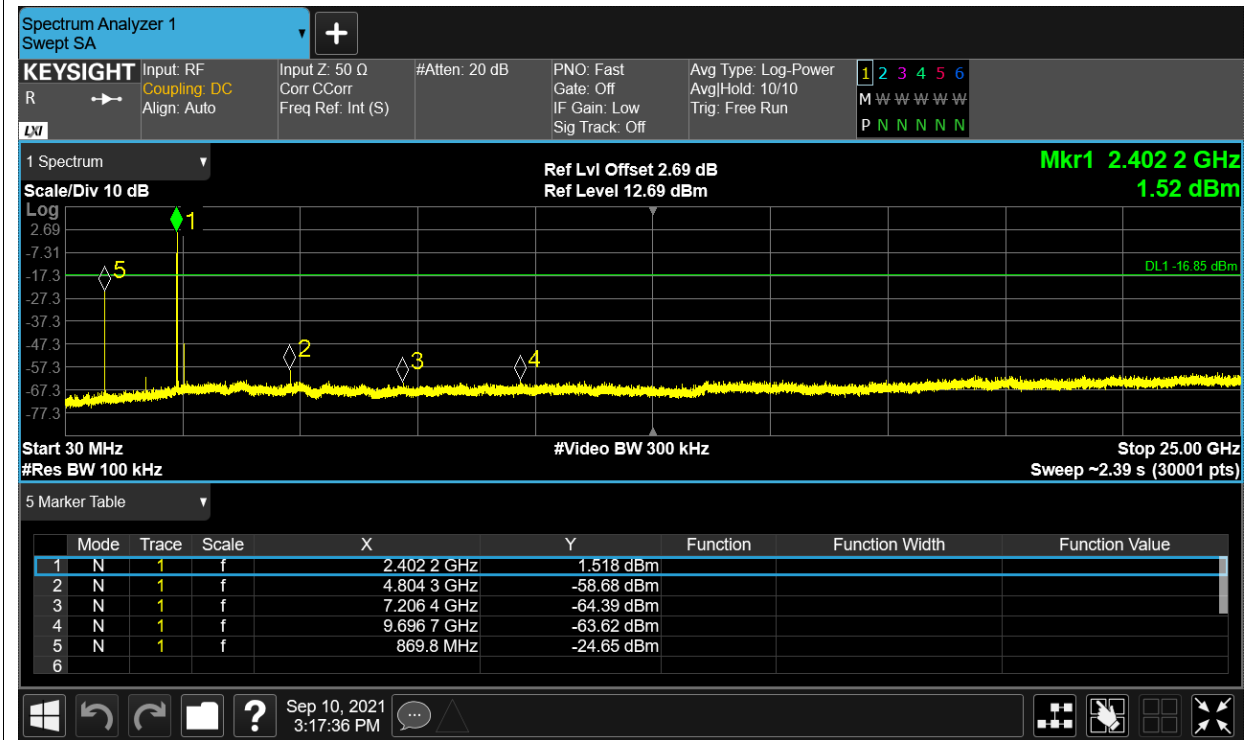 Spectrum Analyzer 1
Swept SA
+
KEYSIGHT Input: RF Input Z: 50 Ω #Atten: 20 dB PNO: Fast Avg Type: Log-Power 1 2 3 4 5 6
R Coupling: DC Corr CCorr Gate: Off Avg|Hold: 10/10 M W W W W W
Align: Auto Freq Ref: Int (S) IF Gain: Low Trig: Free Run P N N N N N
LXI Sig Track: Off
1 Spectrum
Ref Lvl Offset 2.69 dB Mkr1 2.402 2 GHz
Scale/Div 10 dB Ref Level 12.69 dBm 1.52 dBm
Log
1
2.69
-7.31
5
DL1 -16.85 dBm
-17.3
-27.3
-37.3
-47.3
2
3
4
-57.3
-67.3
-77.3
Start 30 MHz #Video BW 300 kHz Stop 25.00 GHz
#Res BW 100 kHz Sweep ~2.39 s (30001 pts)
5 Marker Table
Mode Trace Scale X Y Function Function Width Function Value
1 N 1 f 2.402 2 GHz 1.518 dBm
2 N 1 f 4.804 3 GHz -58.68 dBm
3 N 1 f 7.206 4 GHz -64.39 dBm
4 N 1 f 9.696 7 GHz -63.62 dBm
5 N 1 f 869.8 MHz -24.65 dBm
6
? Sep 10, 2021
3:17:36 PM